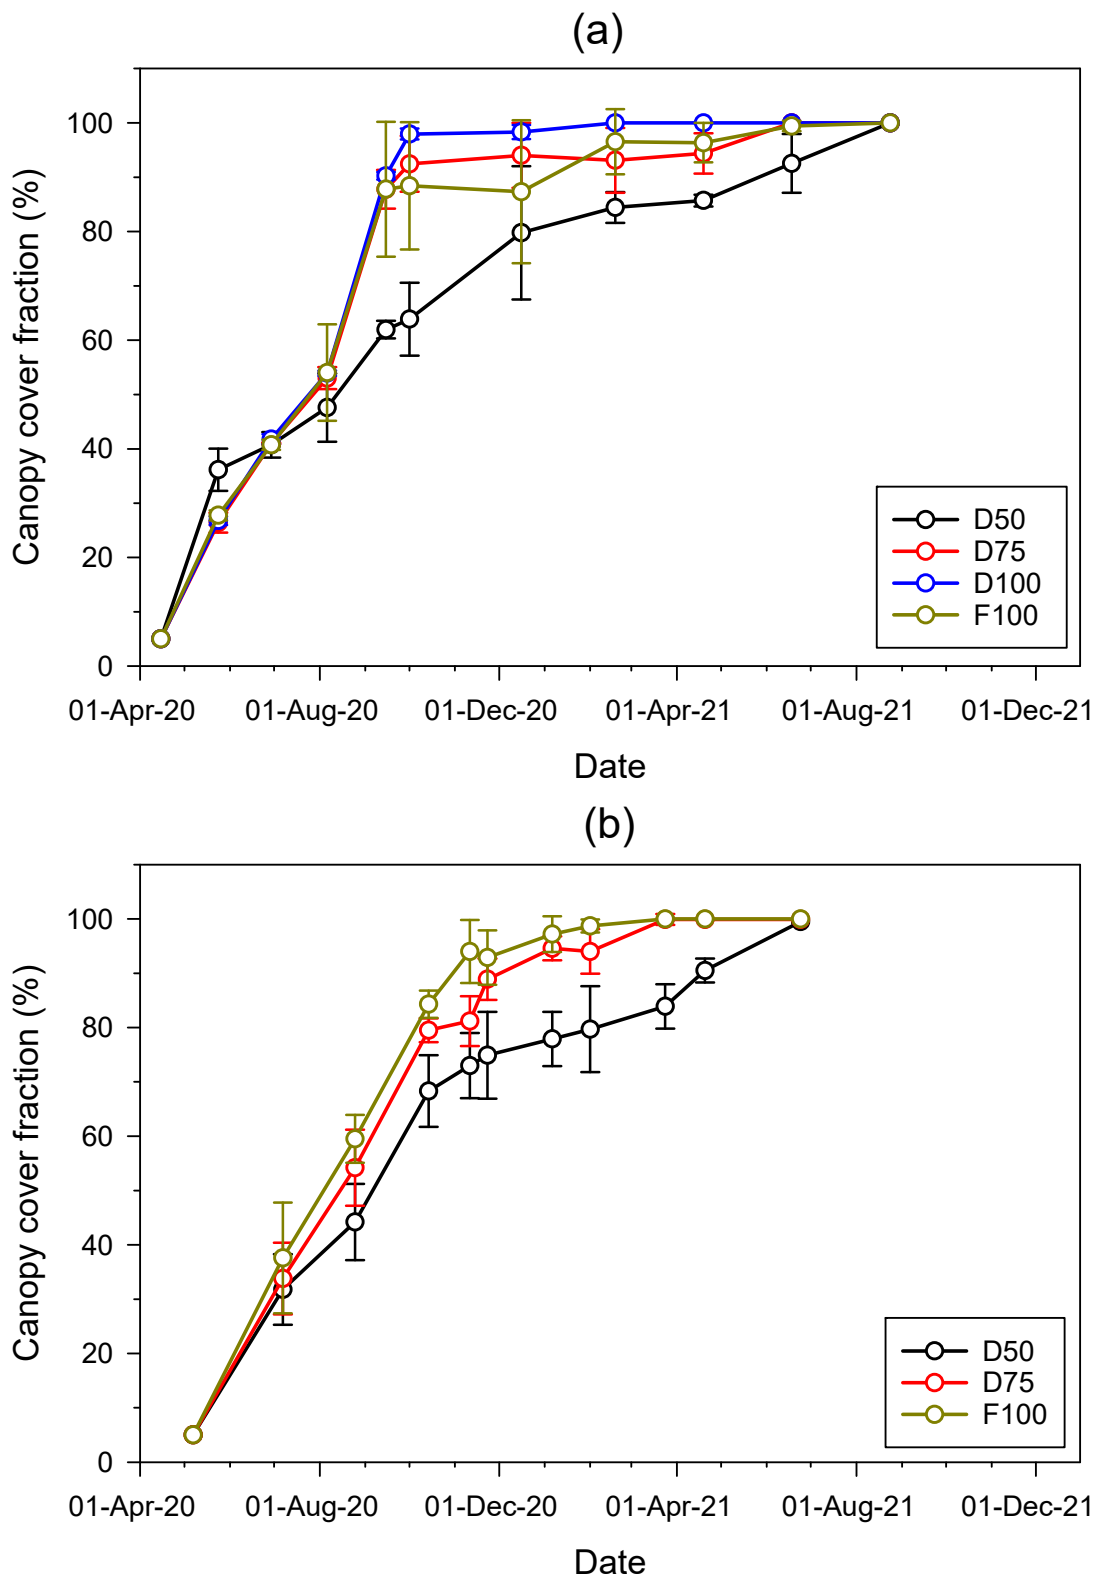 (a)
Canopy cover fraction (%)
100
80
60
40
20
0
D50
D75
D100
F100
01-Apr-20 01-Aug-20 01-Dec-20 01-Apr-21 01-Aug-21 01-Dec-21
Date
(b)
Canopy cover fraction (%)
100
80
60
40
20
0
D50
D75
F100
01-Apr-20 01-Aug-20 01-Dec-20 01-Apr-21 01-Aug-21 01-Dec-21
Date